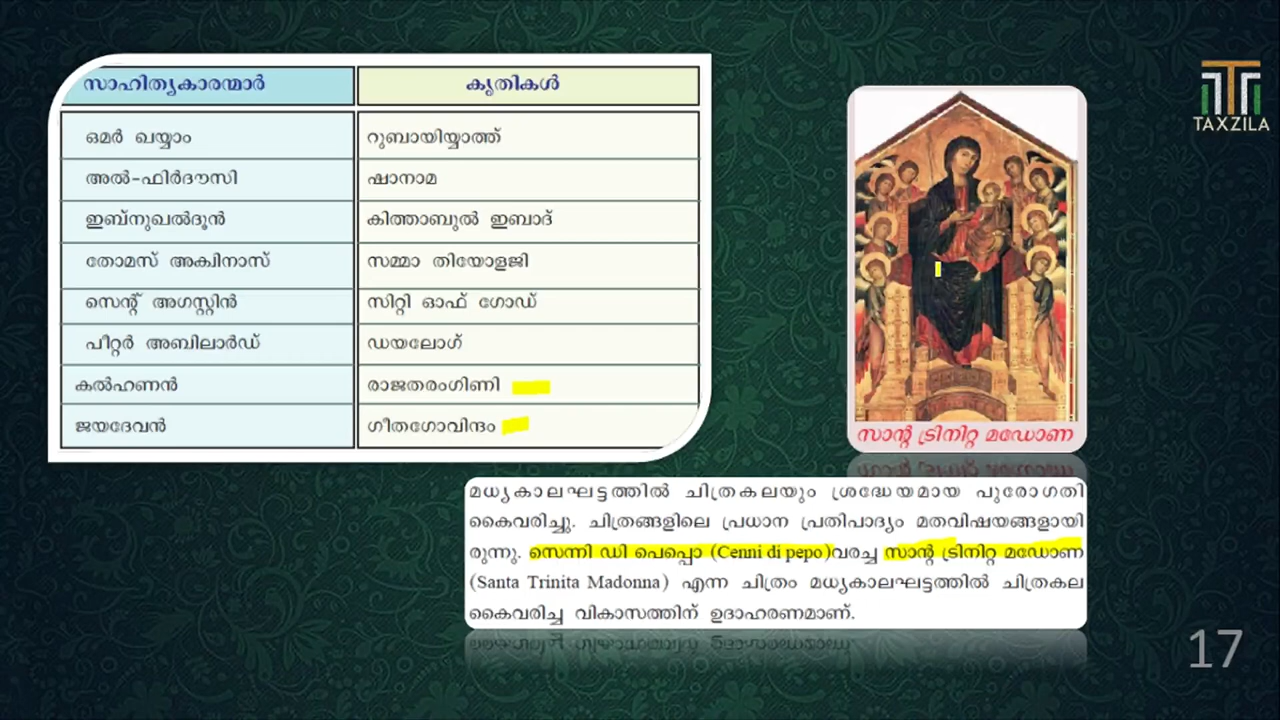 സാഹിത്യകാരന്മാർ കൃതികൾ
ഒമർ ഖയ്യാം റുബായിയ്യാത്ത്
അൽ-ഫിർദൗസി ഷാനാമ
ഇബ്നുഖൽദൂൻ കിത്താബുൽ ഇബാദ്
തോമസ് അക്വിനാസ് സമ്മാ തിയോളജി
സെന്റ് അഗസ്റ്റിൻ സിറ്റി ഓഫ് ഗോഡ്
പീറ്റർ അബിലാർഡ് ഡയലോഗ്
കൽഹണൻ രാജതരംഗിണി
ജയദേവൻ ഗീതഗോവിന്ദം
TAXZILA
സാന്റ ട്രിനിറ്റ മഡോണ
മധ്യകാലഘട്ടത്തിൽ ചിത്രകലയും ശ്രദ്ധേയമായ പുരോഗതി
കൈവരിച്ചു. ചിത്രങ്ങളിലെ പ്രധാന പ്രതിപാദ്യം മതവിഷയങ്ങളായി
രുന്നു. സെന്നി ഡി പെപ്പൊ (Cenni di pepo)വരച്ച സാന്റ ട്രിനിറ്റ മഡോണ
(Santa Trinita Madonna) എന്ന ചിത്രം മധ്യകാലഘട്ടത്തിൽ ചിത്രകല
കൈവരിച്ച വികാസത്തിന് ഉദാഹരണമാണ്.
17